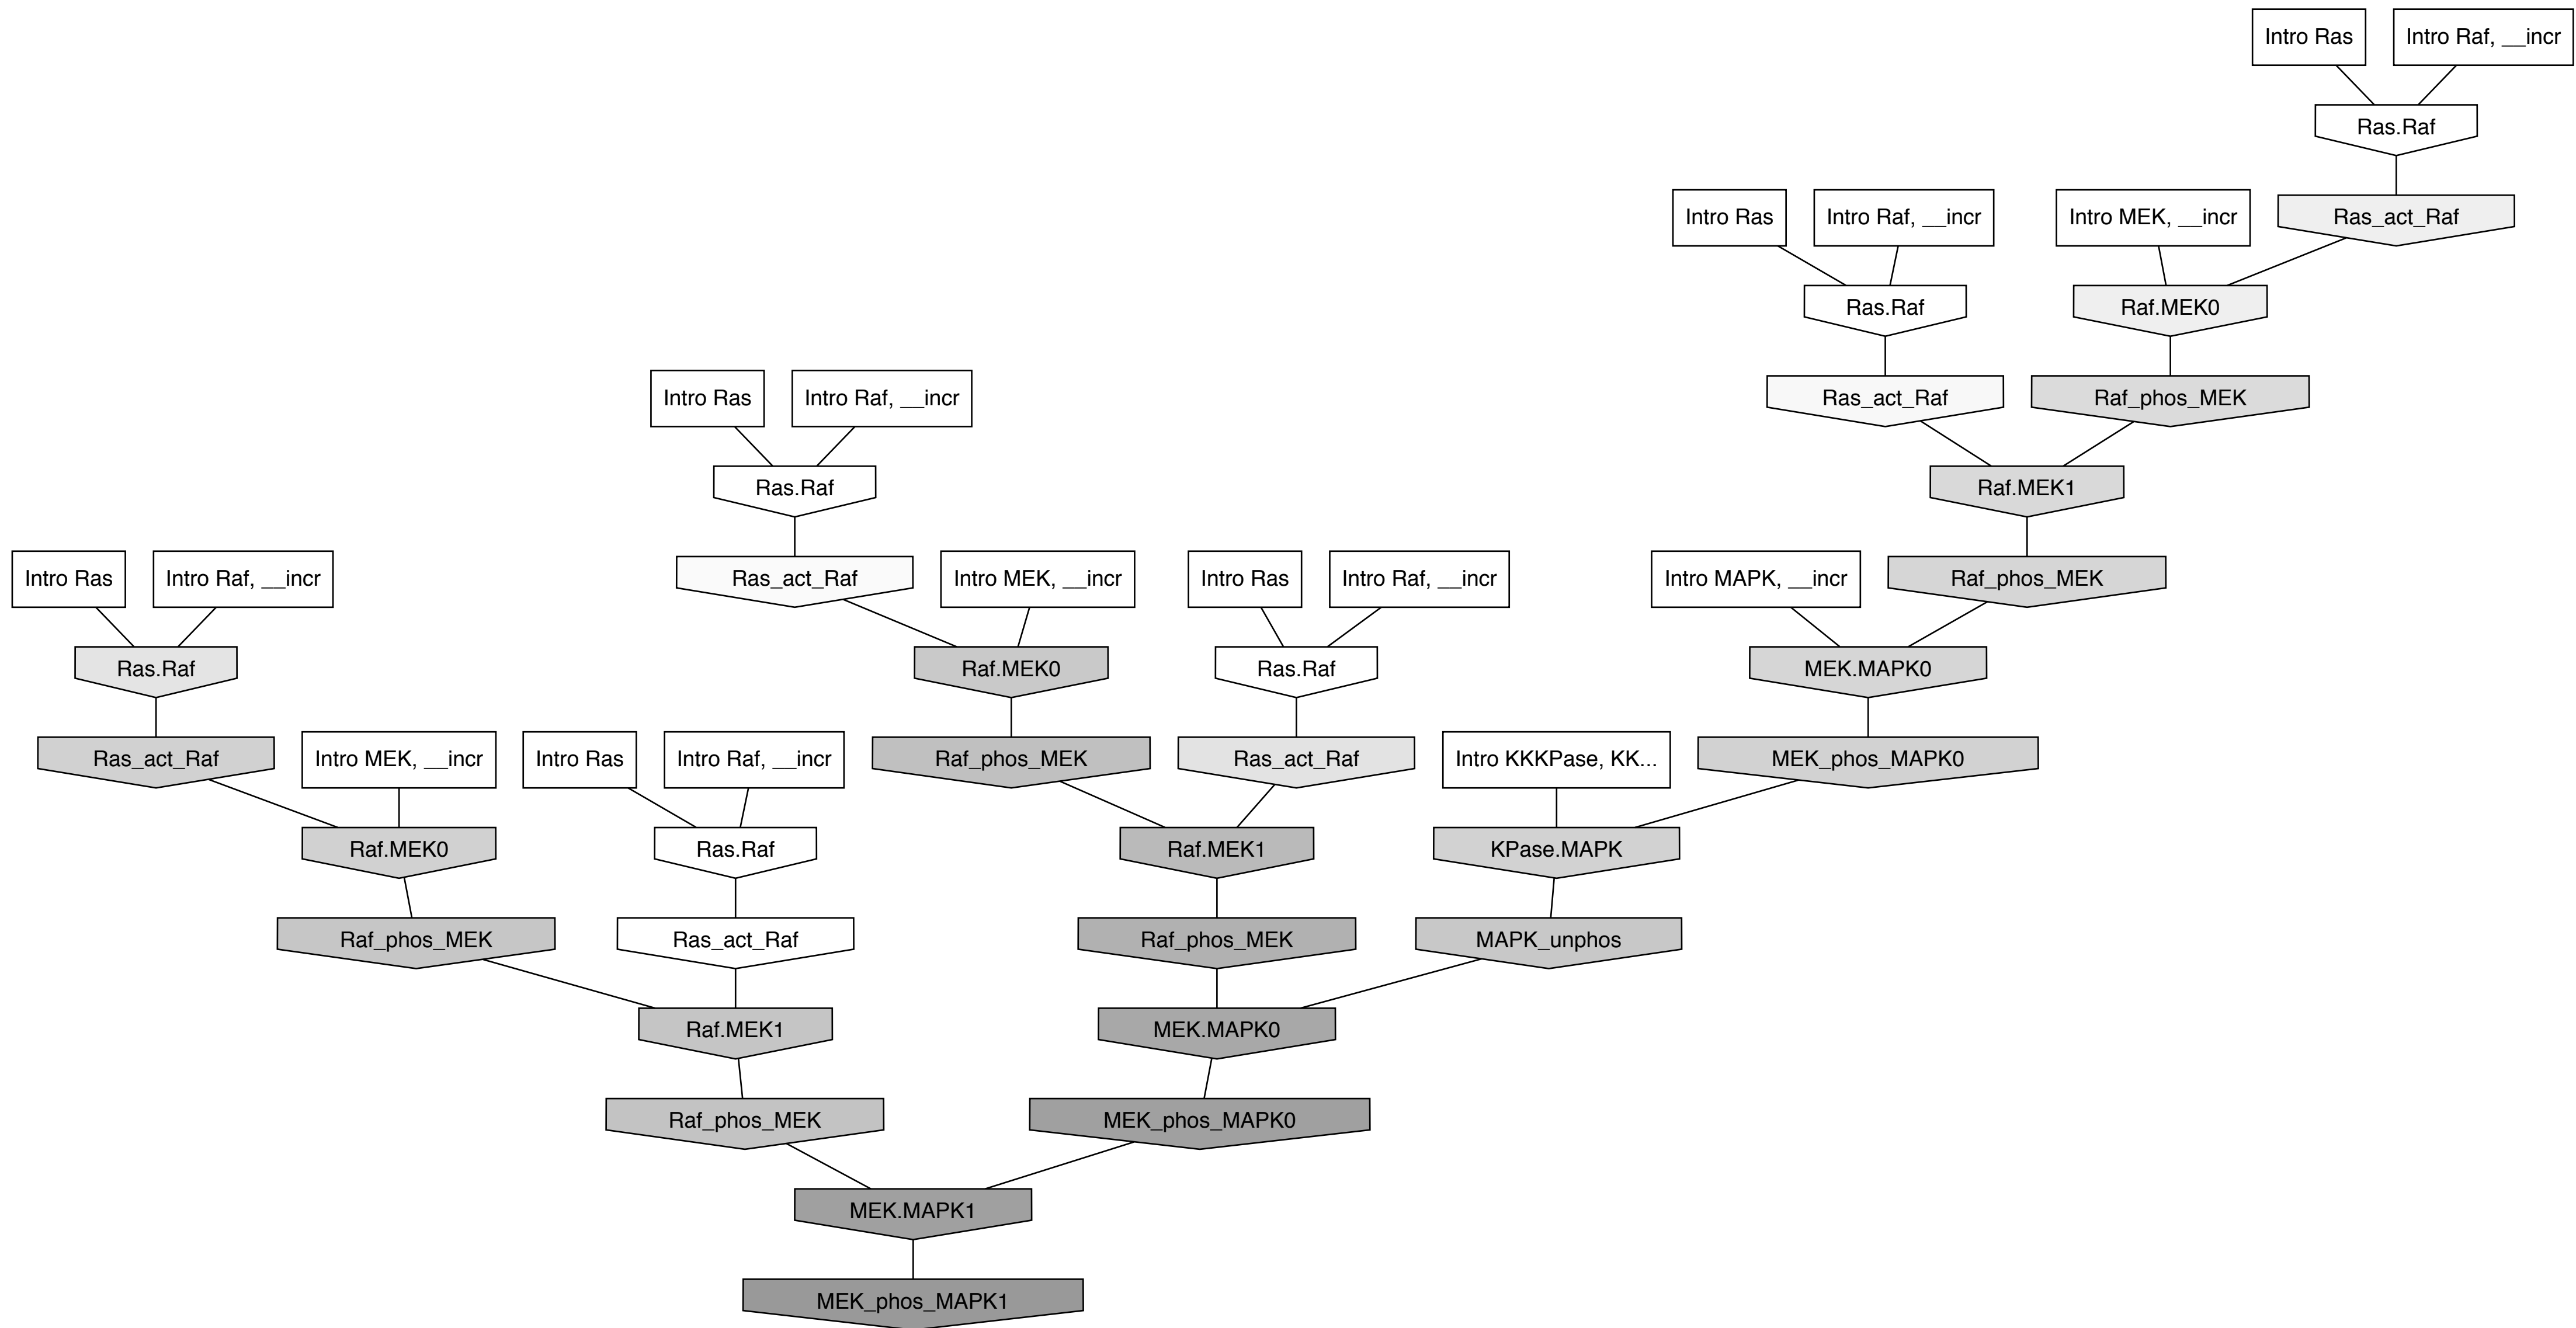 Intro Ras
Intro Raf, __incr
Ras.Raf
Intro Ras
Intro Raf, __incr
Intro MEK, __incr
Ras_act_Raf
Ras.Raf
Raf.MEK0
Intro Ras
Intro Raf, __incr
Ras_act_Raf
Raf_phos_MEK
Ras.Raf
Raf.MEK1
Intro Ras
Intro Raf, __incr
Ras_act_Raf
Intro MEK, __incr
Intro Ras
Intro Raf, __incr
Intro MAPK, __incr
Raf_phos_MEK
Ras.Raf
Raf.MEK0
Ras.Raf
MEK.MAPK0
Ras_act_Raf
Intro MEK, __incr
Intro Ras
Intro Raf, __incr
Raf_phos_MEK
Ras_act_Raf
Intro KKKPase, KK...
MEK_phos_MAPK0
Raf.MEK0
Ras.Raf
Raf.MEK1
KPase.MAPK
Raf_phos_MEK
Ras_act_Raf
Raf_phos_MEK
MAPK_unphos
Raf.MEK1
MEK.MAPK0
Raf_phos_MEK
MEK_phos_MAPK0
MEK.MAPK1
MEK_phos_MAPK1